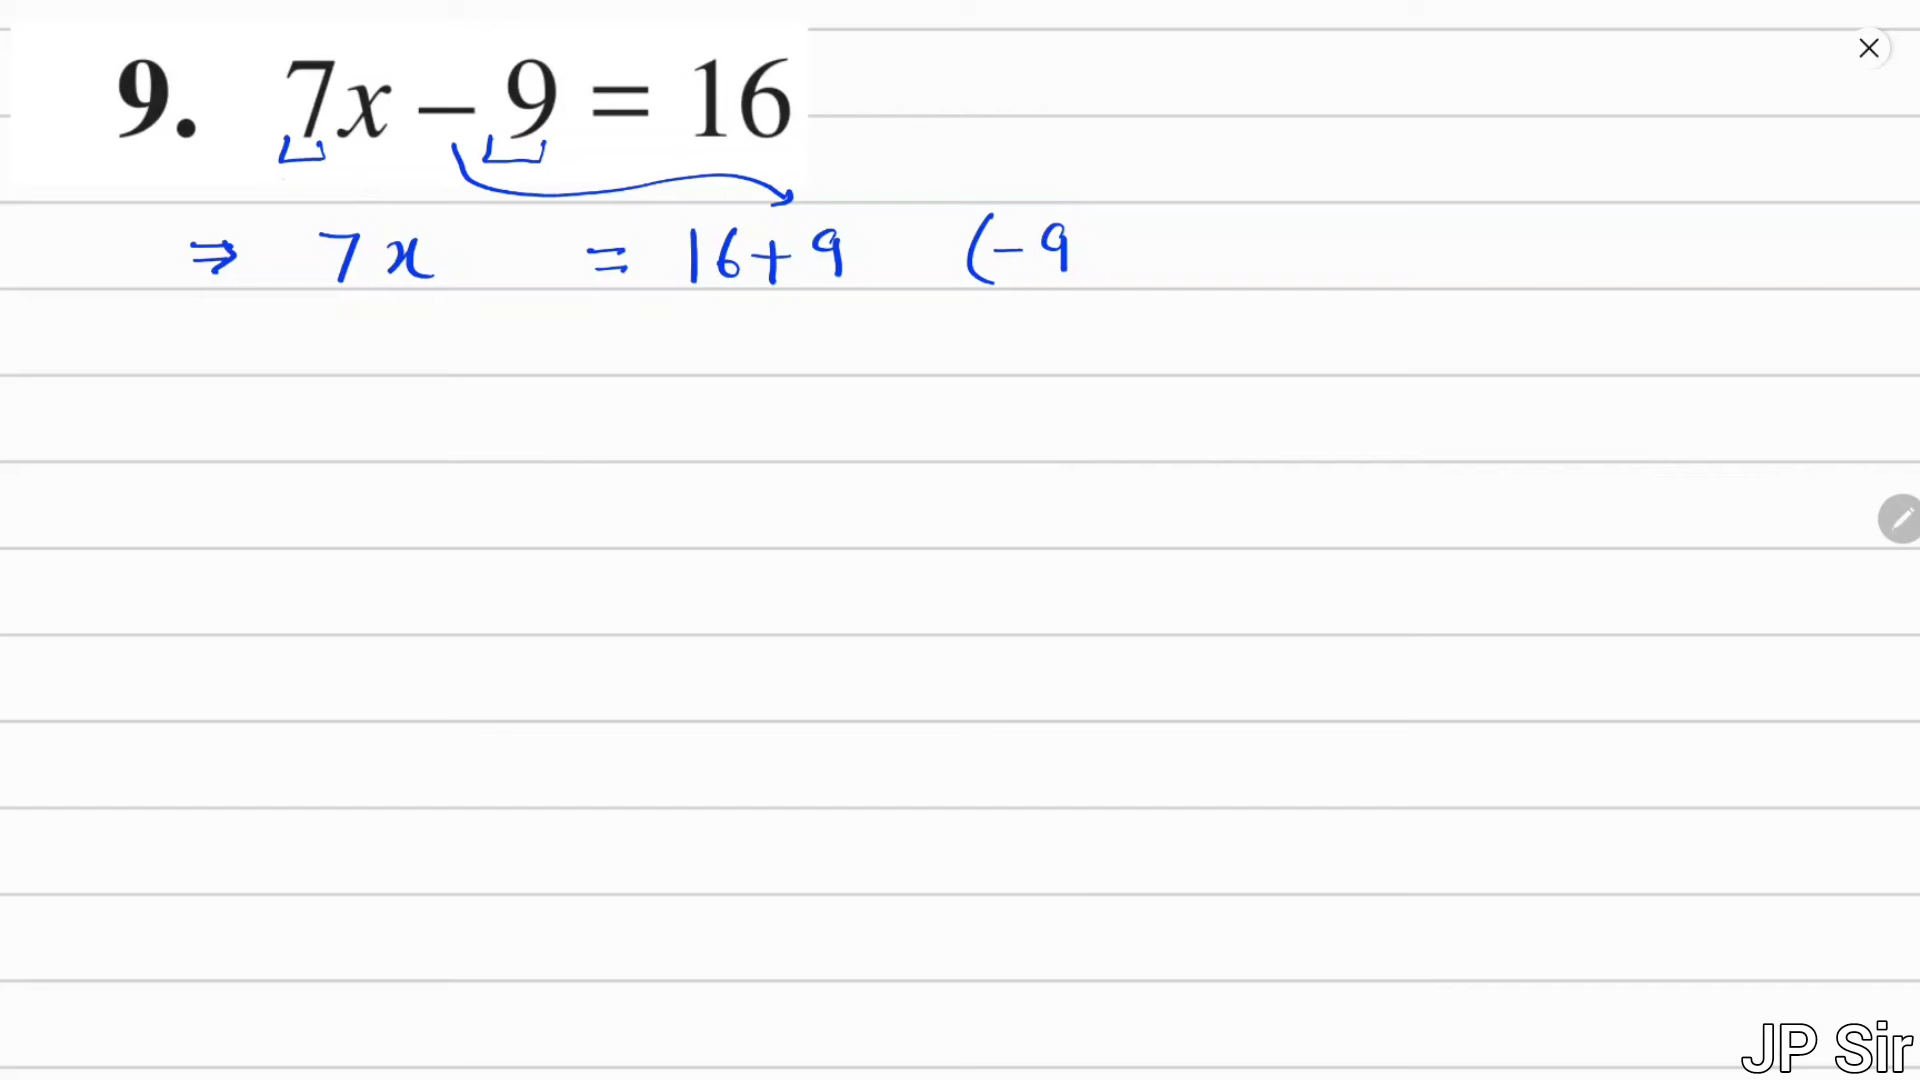 9. 7x – 9 = 16
⇒ 7x = 16+9 (-9
JP Sir